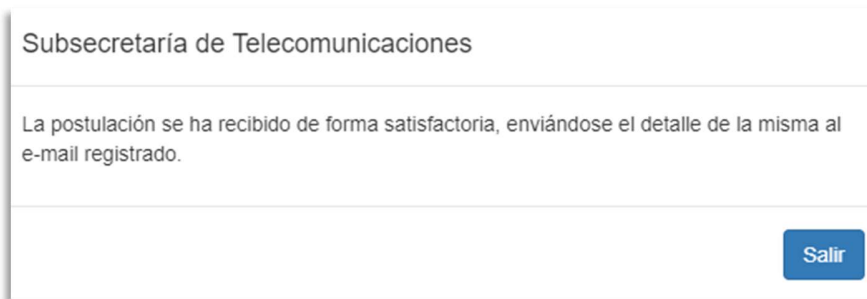 Subsecretaría de Telecomunicaciones
La postulación se ha recibido de forma satisfactoria, enviándose el detalle de la misma al
e-mail registrado.
Salir